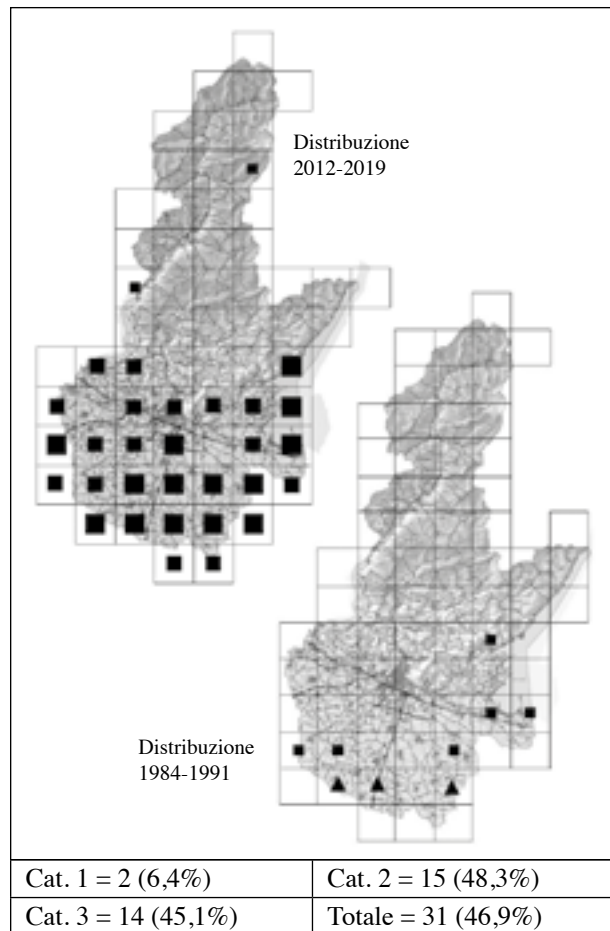 Distribuzione
2012-2019
Distribuzione
1984-1991
Cat. 1 = 2 (6,4%)
Cat. 2 = 15 (48,3%)
Cat. 3 = 14 (45,1%)
Totale = 31 (46,9%)